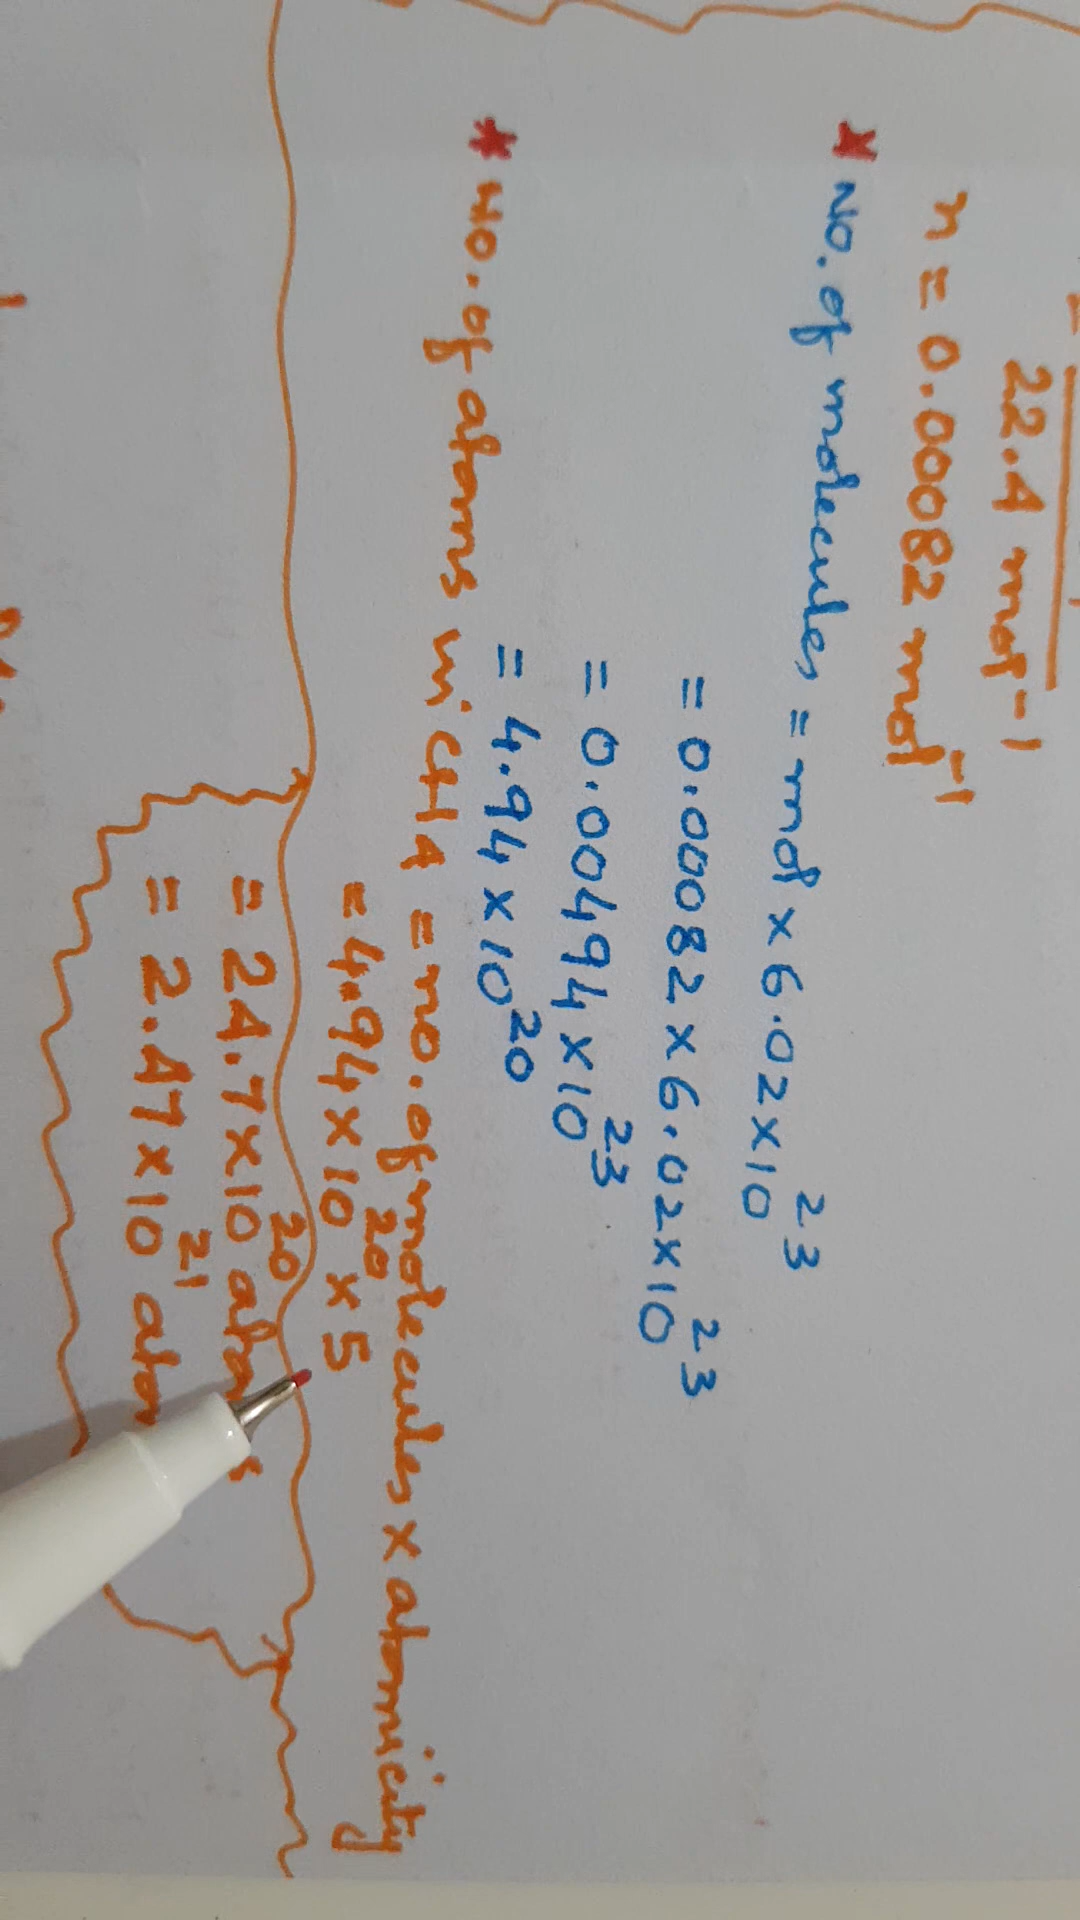 = 22.4 mol⁻¹
n = 0.00082 mol⁻¹
* No. of molecules = mol × 6.02×10²³
= 0.00082 × 6.02×10²³
= 0.00494 × 10²³
= 4.94 × 10²⁰
* No. of atoms in CH4 = no. of molecules × atomicity
= 4.94 × 10²⁰ × 5
= 24.7×10²⁰ atoms
= 2.47×10²¹